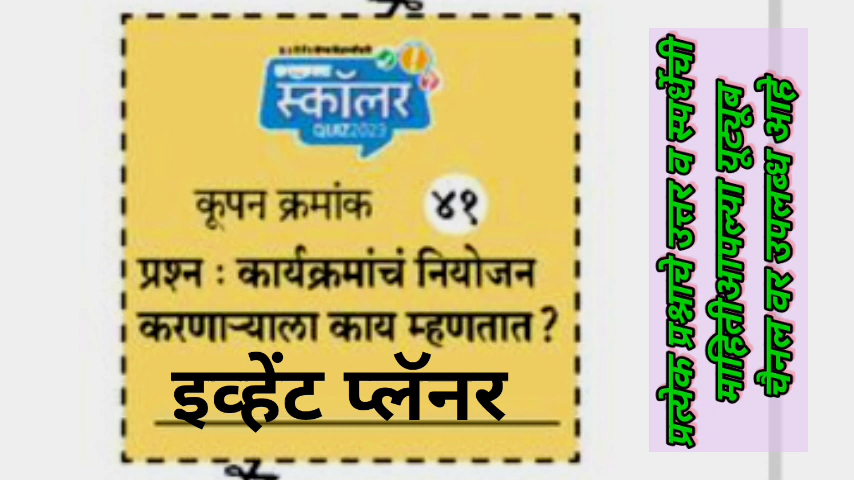 स्कॉलर
QUIZ2023
कूपन क्रमांक ४१
प्रश्न : कार्यक्रमांचं नियोजन
करणाऱ्याला काय म्हणतात ?
इव्हेंट प्लॅनर
प्रत्येक प्रश्नाचे उत्तर व स्पर्धेची
माहितीआपल्या यूट्यूब
चैनल वर उपलब्ध आहे